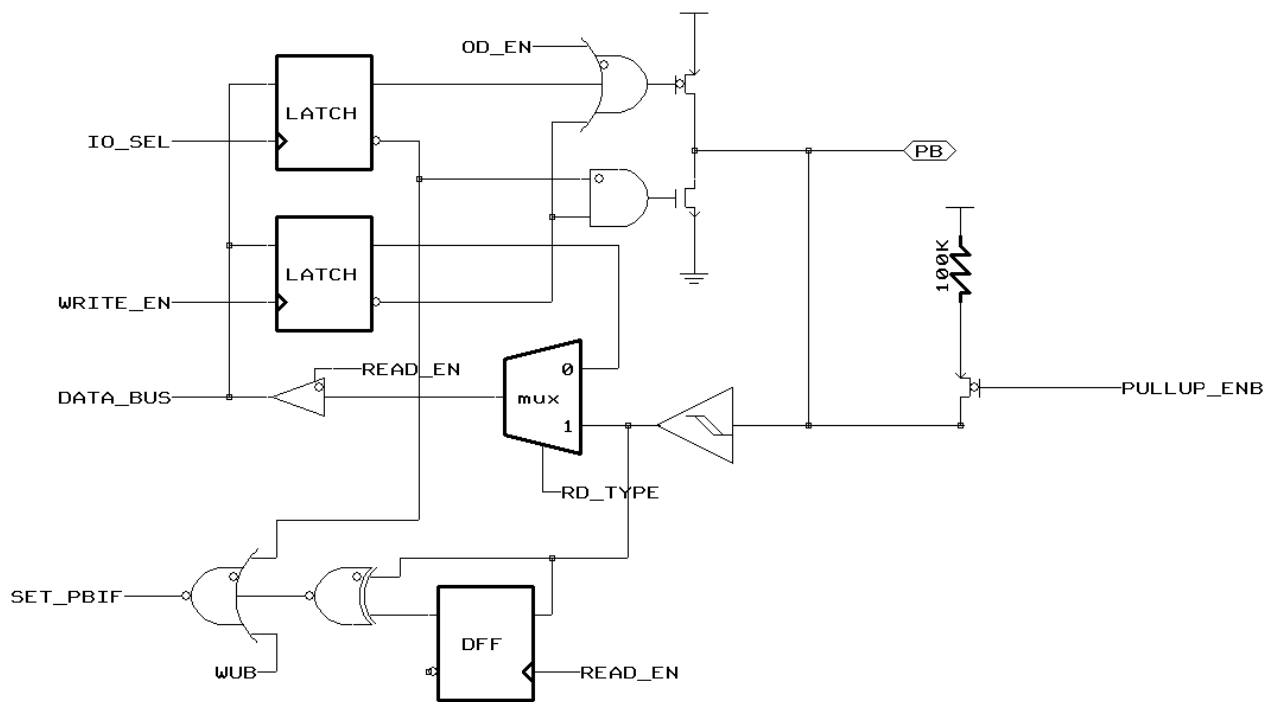 OD_EN
LATCH
IO_SEL
PB
LATCH
100K
WRITE_EN
READ_EN
0
DATA_BUS
mux
PULLUP_ENB
1
RD_TYPE
SET_PBIF
DFF
WUB
READ_EN